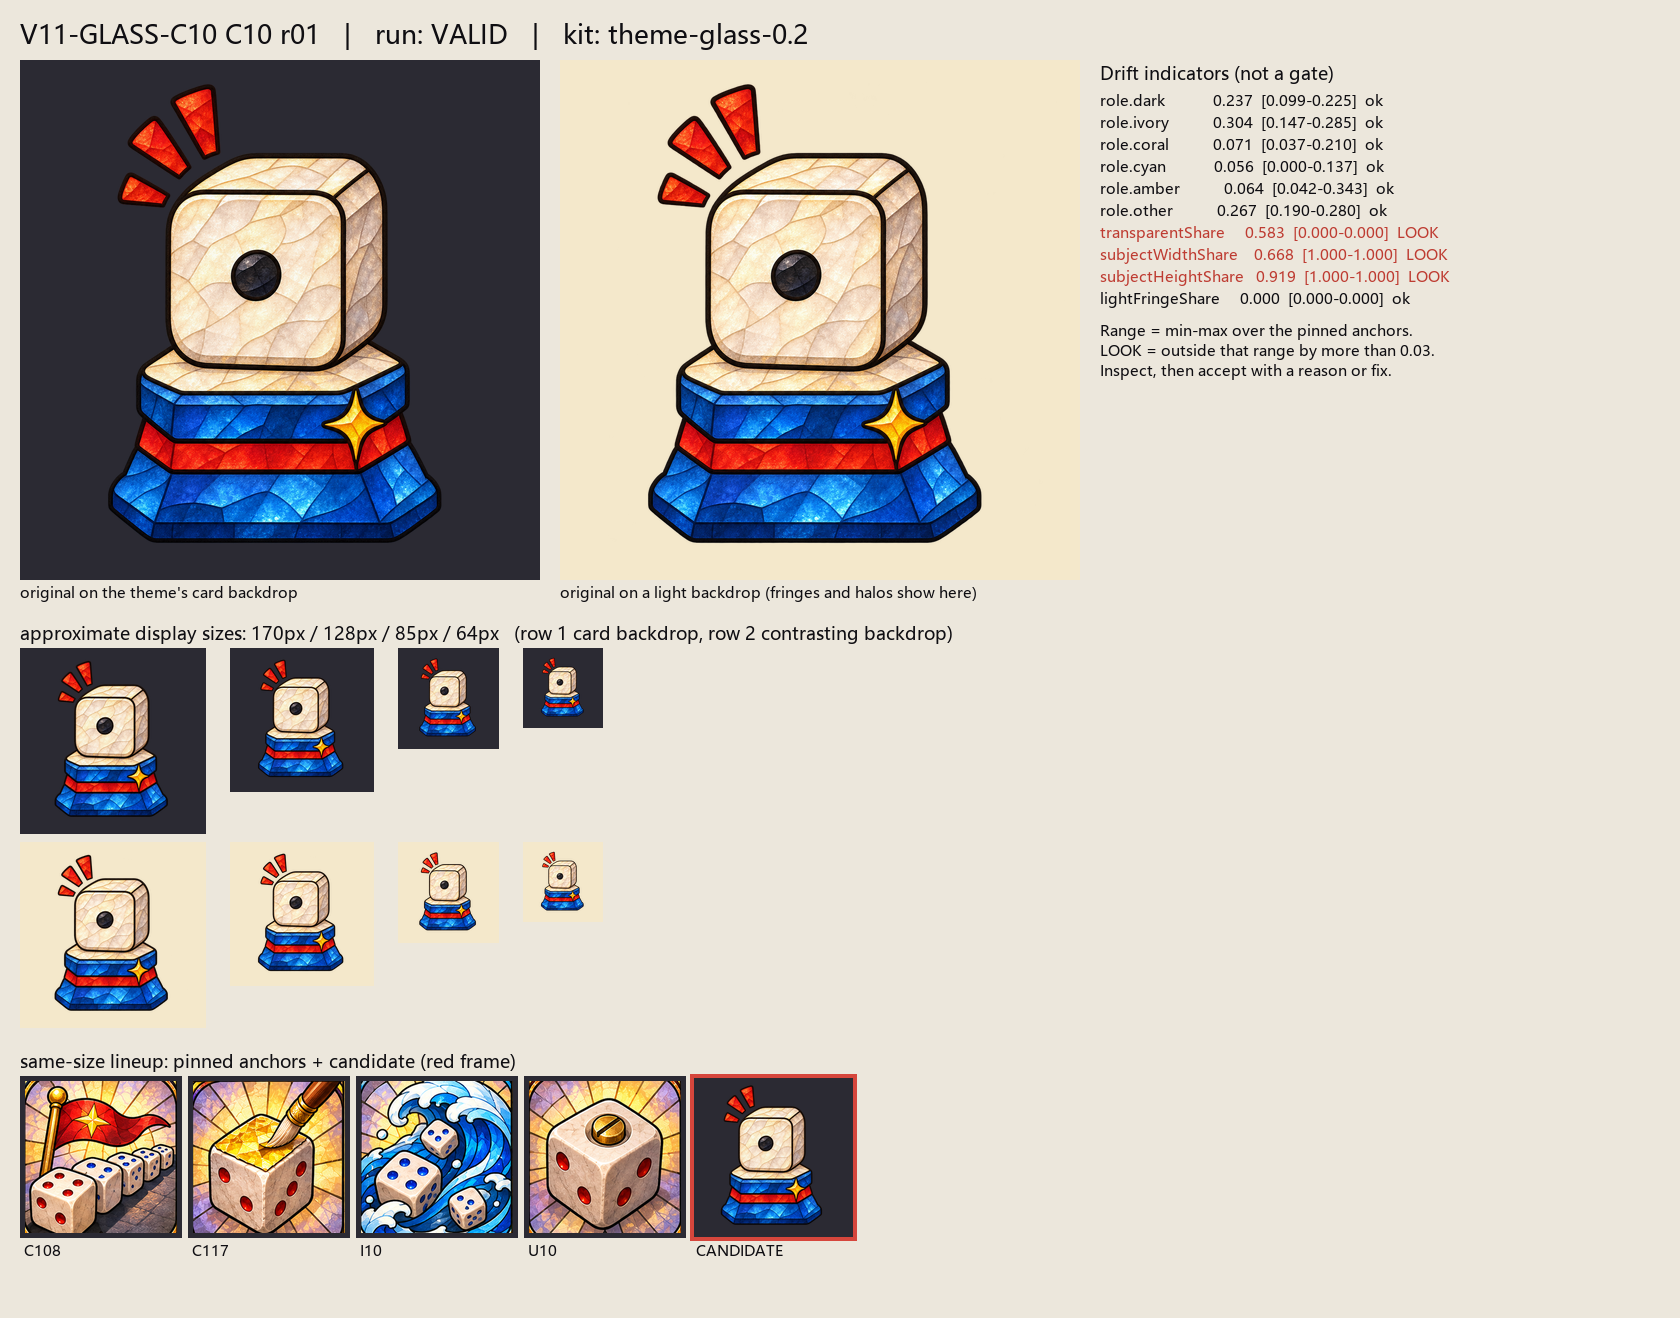 V11-GLASS-C10 C10 r01   |   run: VALID   |   kit: theme-glass-0.2
Drift indicators (not a gate)
role.dark 0.237 [0.099-0.225] ok
role.ivory 0.304 [0.147-0.285] ok
role.coral 0.071 [0.037-0.210] ok
role.cyan 0.056 [0.000-0.137] ok
role.amber 0.064 [0.042-0.343] ok
role.other 0.267 [0.190-0.280] ok
transparentShare 0.583 [0.000-0.000] LOOK
subjectWidthShare 0.668 [1.000-1.000] LOOK
subjectHeightShare 0.919 [1.000-1.000] LOOK
lightFringeShare 0.000 [0.000-0.000] ok
Range = min-max over the pinned anchors.
LOOK = outside that range by more than 0.03.
Inspect, then accept with a reason or fix.
original on the theme's card backdrop
original on a light backdrop (fringes and halos show here)
approximate display sizes: 170px / 128px / 85px / 64px   (row 1 card backdrop, row 2 contrasting backdrop)
same-size lineup: pinned anchors + candidate (red frame)
C108
C117
I10
U10
CANDIDATE